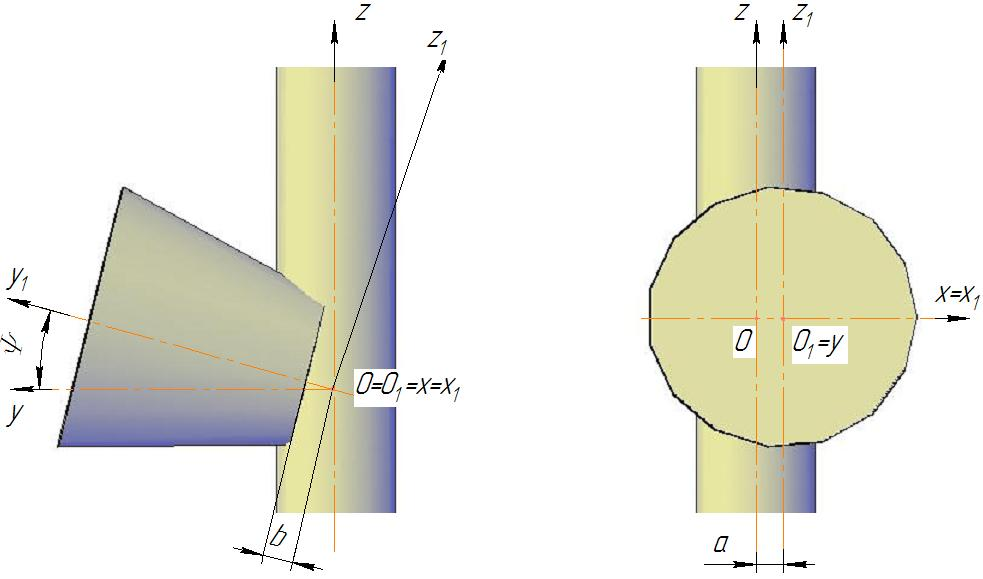 z
z₁
y₁
ψ
y
O=O₁=x=x₁
b
z
z₁
x=x₁
O
O₁=y
a